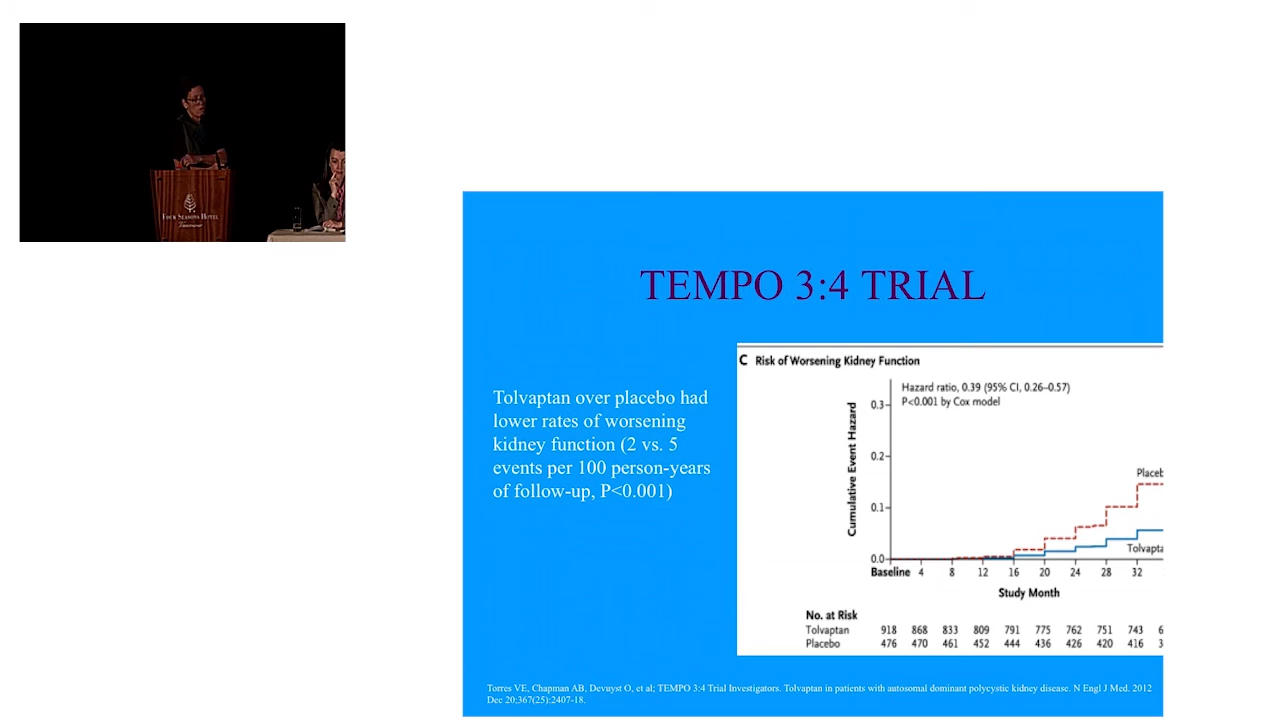 FOUR SEASONS HOTEL
Vancouver
TEMPO 3:4 TRIAL
Tolvaptan over placebo had
lower rates of worsening
kidney function (2 vs. 5
events per 100 person-years
of follow-up, P<0.001)
C Risk of Worsening Kidney Function
Hazard ratio, 0.39 (95% CI, 0.26–0.57)
P<0.001 by Cox model
Cumulative Event Hazard
0.3
0.2
0.1
0.0
Placeb
Tolvapta
Baseline 4 8 12 16 20 24 28 32
Study Month
No. at Risk
Tolvaptan 918 868 833 809 791 775 762 751 743 6
Placebo 476 470 461 452 444 436 426 420 416 3
Torres VE, Chapman AB, Devuyst O, et al; TEMPO 3:4 Trial Investigators. Tolvaptan in patients with autosomal dominant polycystic kidney disease. N Engl J Med. 2012
Dec 20;367(25):2407-18.